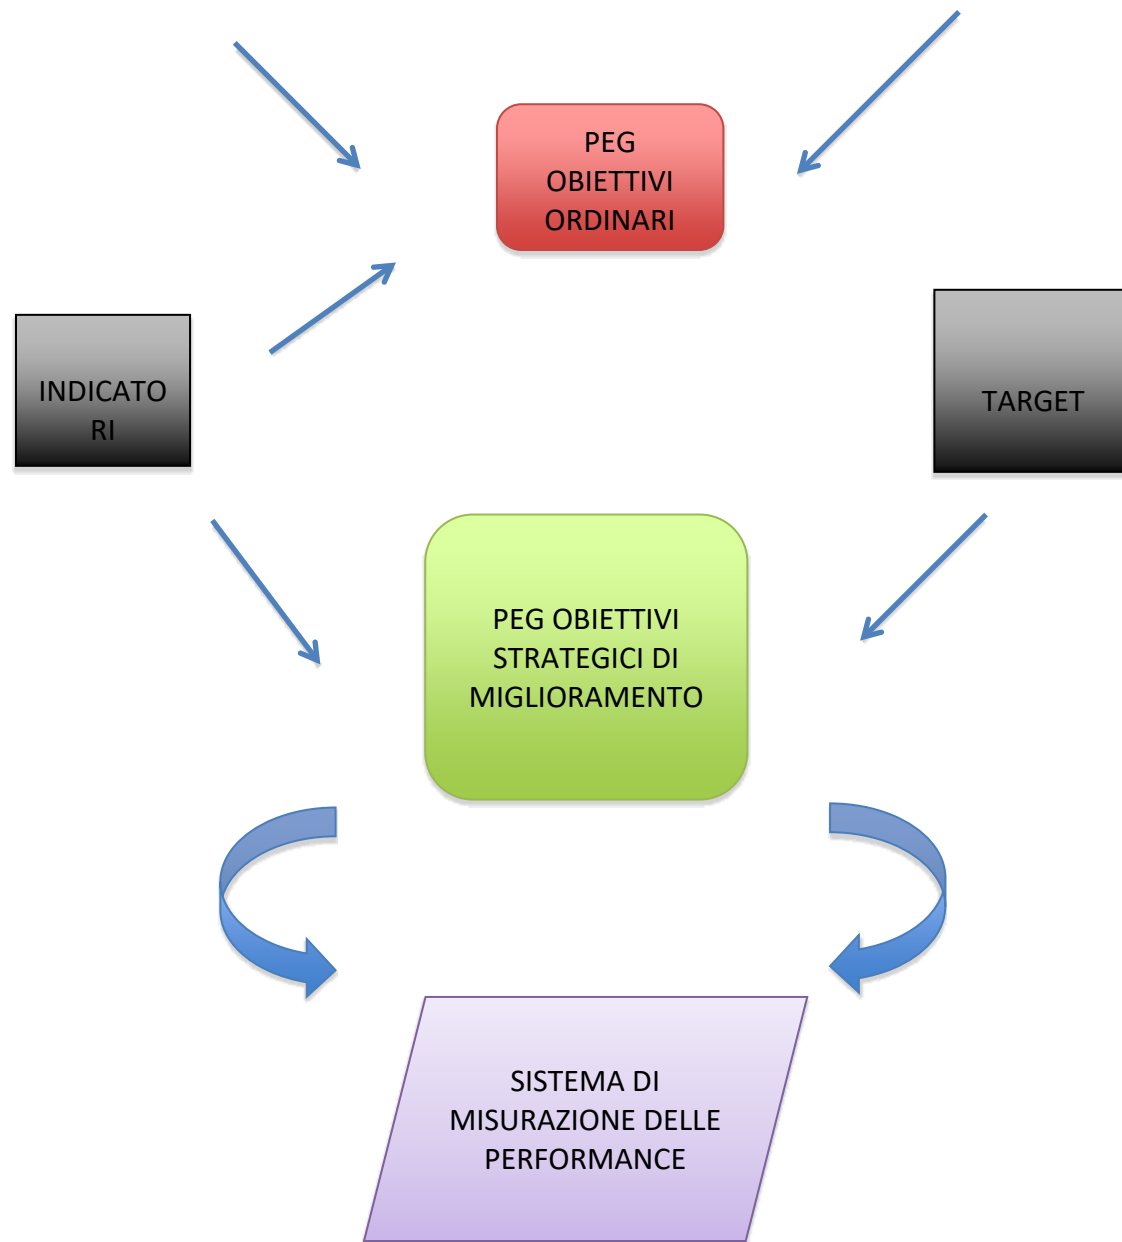 PEG
OBIETTIVI
ORDINARI
INDICATO
RI
TARGET
PEG OBIETTIVI
STRATEGICI DI
MIGLIORAMENTO
SISTEMA DI
MISURAZIONE DELLE
PERFORMANCE